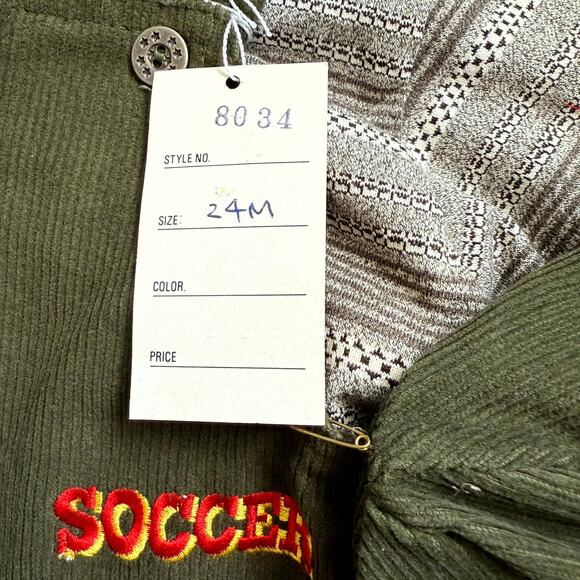 8034
STYLE NO.
SIZE: 24M
COLOR.
PRICE
SOCCER